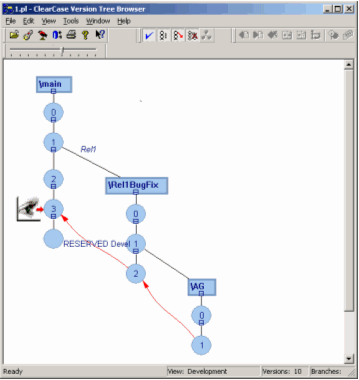 1.pl - ClearCase Version Tree Browser
File Edit View Tools Window Help
\main
0
1
Rel1
2
\Rel1BugFix
3
0
RESERVED Devel
1
2
\AG
0
1
Ready View: Development Versions: 10 Branches: